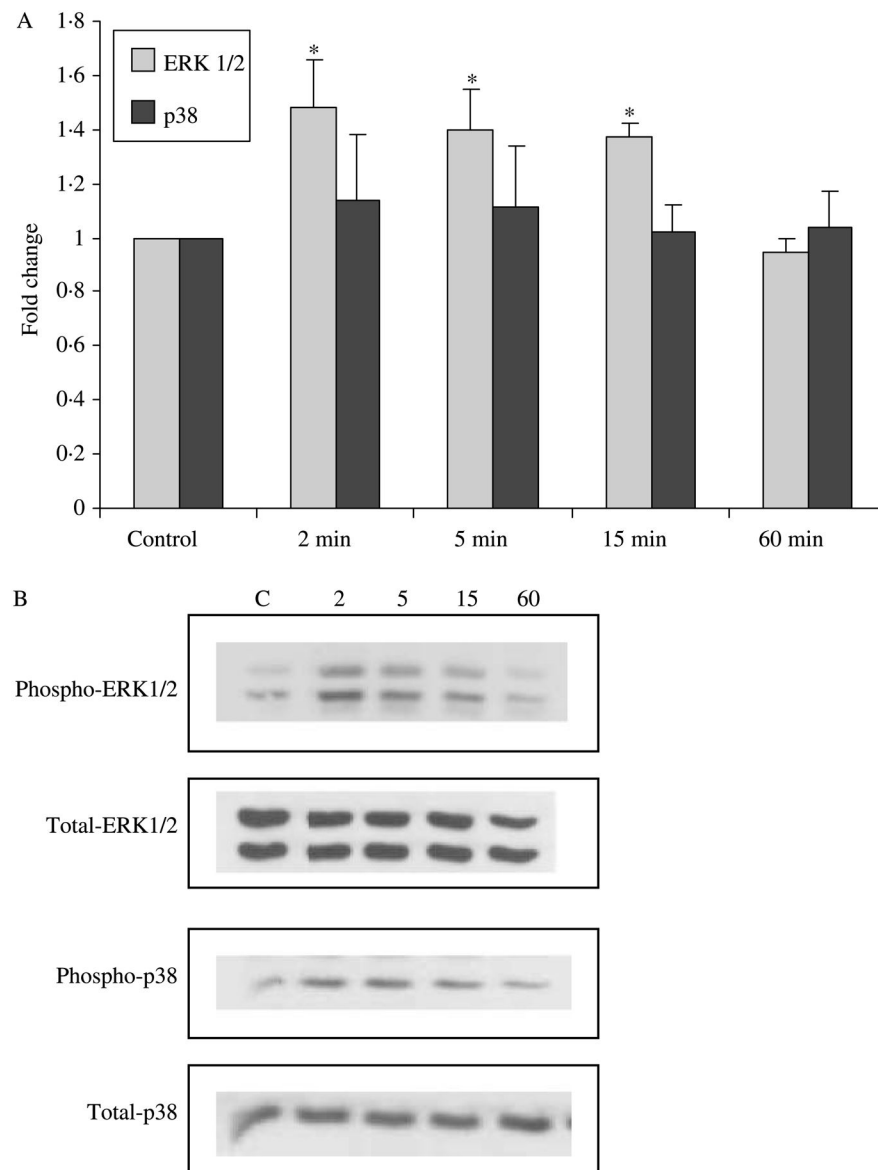 A
1·8
1·6
1·4
1·2
1
0·8
0·6
0·4
0·2
0
Fold change
ERK 1/2
p38
*
*
*
Control 2 min 5 min 15 min 60 min
B
C 2 5 15 60
Phospho-ERK1/2
Total-ERK1/2
Phospho-p38
Total-p38